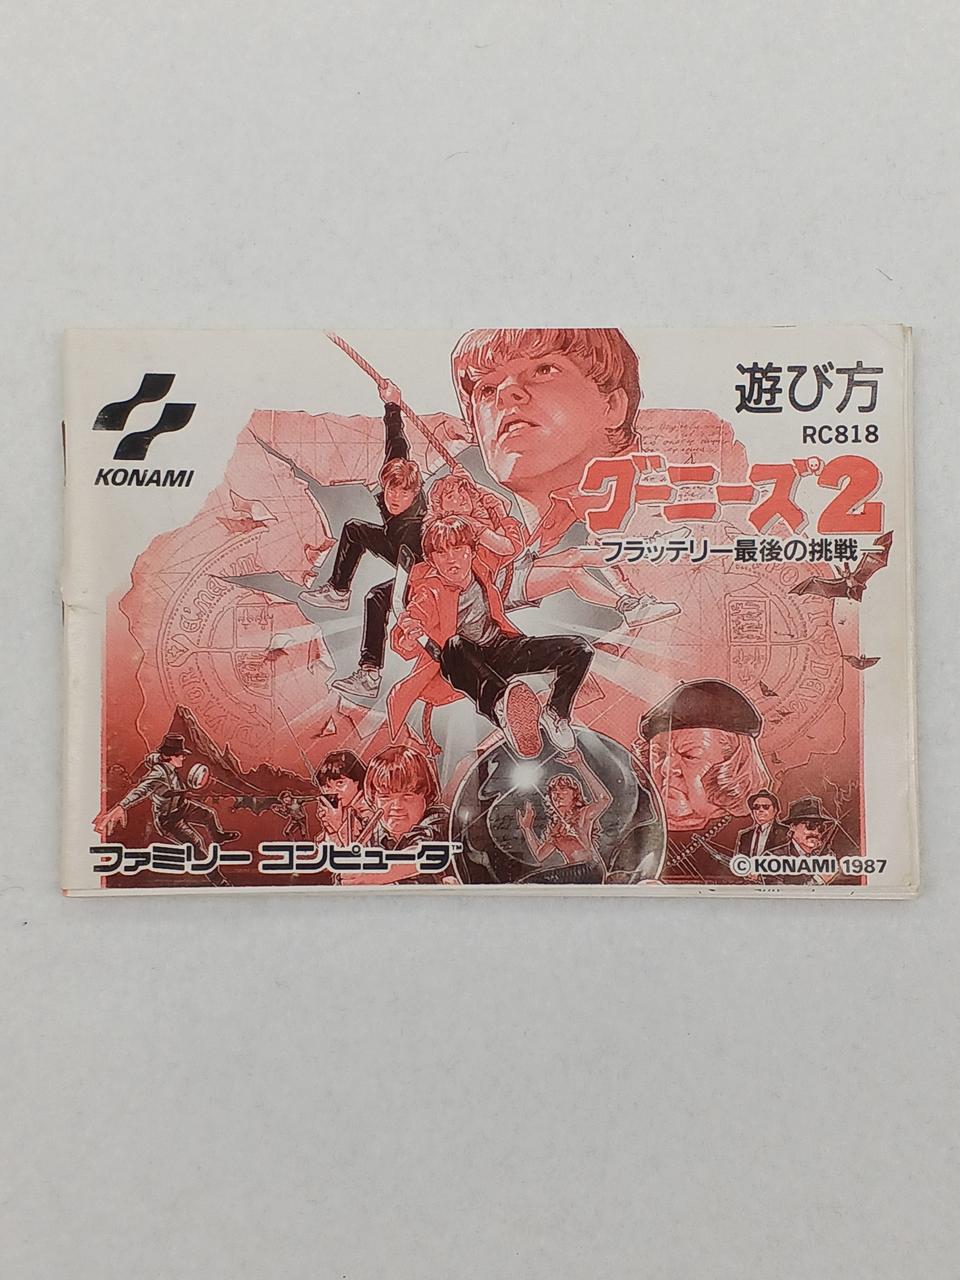 KONAMI
遊び方
RC818
グーニーズ2
—フラッテリー最後の挑戦—
ファミリー コンピュータ
© KONAMI 1987